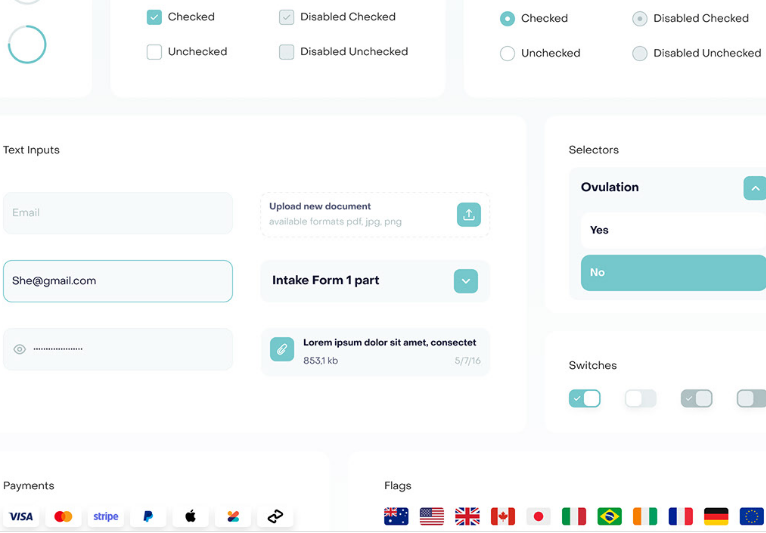 Checked
Disabled Checked
Unchecked
Disabled Unchecked
Checked
Disabled Checked
Unchecked
Disabled Unchecked
Text Inputs
Email
She@gmail.com
Upload new document
available formats pdf, jpg, png
Intake Form 1 part
Lorem ipsum dolor sit amet, consectet
853,1 kb
5/7/16
Selectors
Ovulation
Yes
No
Switches
Payments
VISA
stripe
Flags